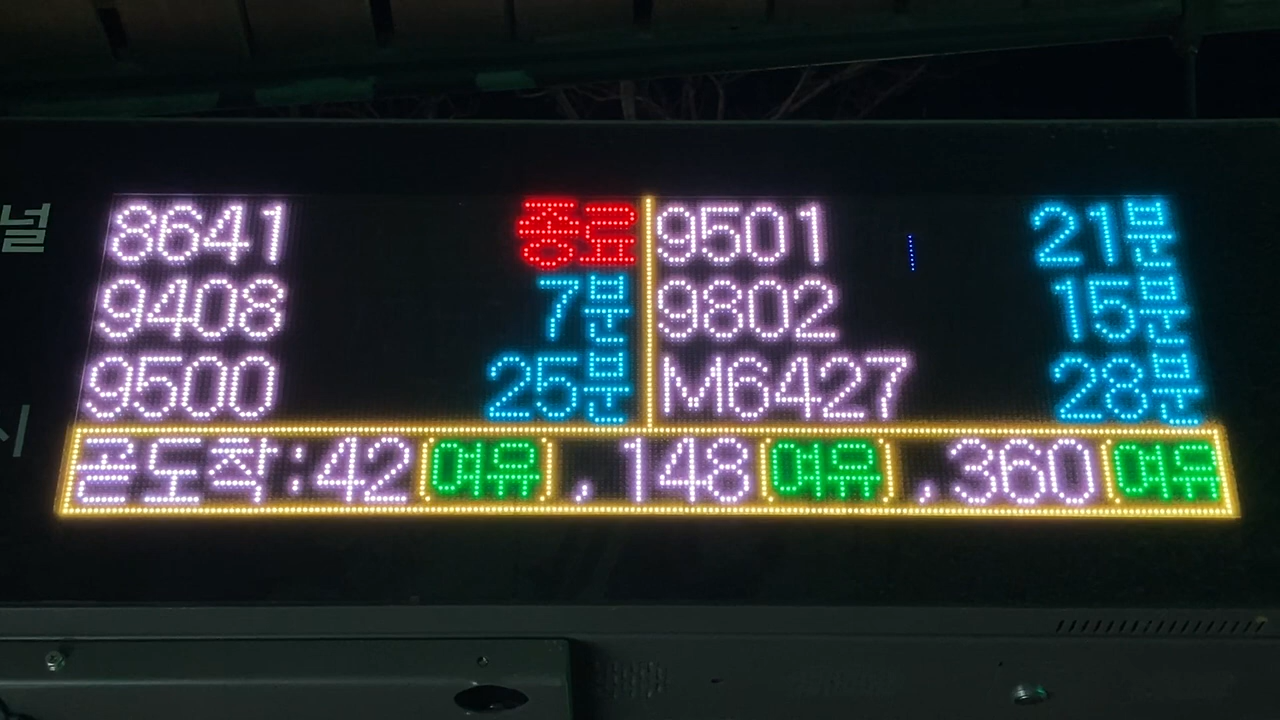 널
8641 종료 9501 21분
9408 7분 9802 15분
9500 25분 M6427 28분
곧도착:42 여유 ,148 여유 ,360 여유